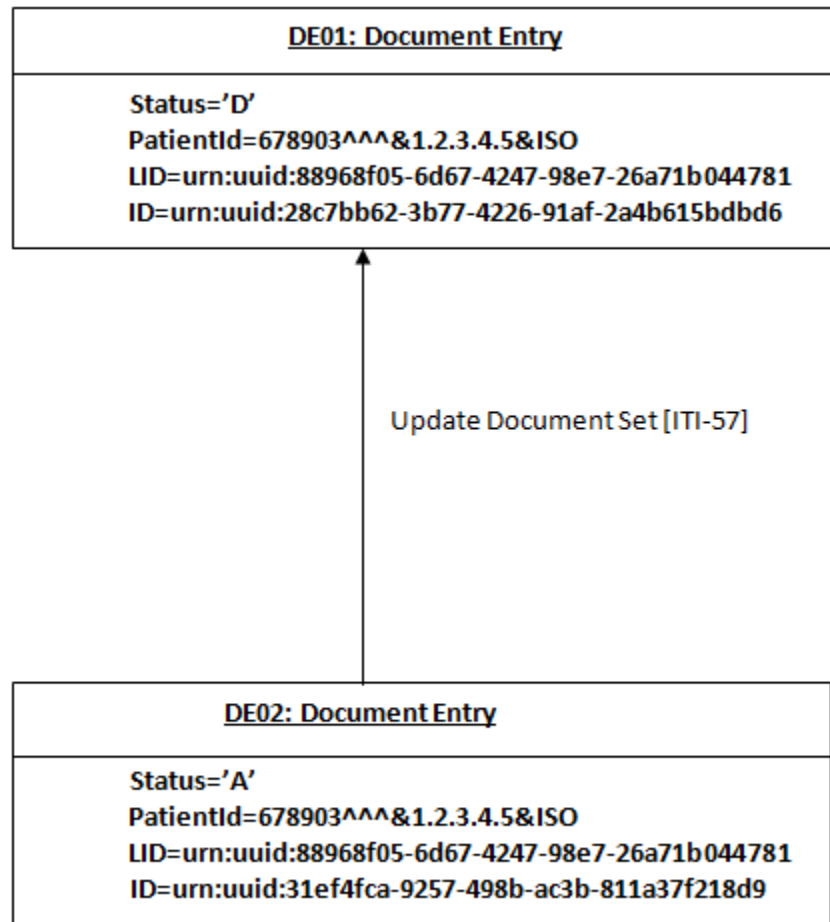 DE01: Document Entry
Status=’D’
PatientId=678903^^^&1.2.3.4.5&ISO
LID=urn:uuid:88968f05-6d67-4247-98e7-26a71b044781
ID=urn:uuid:28c7bb62-3b77-4226-91af-2a4b615bdbd6
Update Document Set [ITI-57]
DE02: Document Entry
Status=’A’
PatientId=678903^^^&1.2.3.4.5&ISO
LID=urn:uuid:88968f05-6d67-4247-98e7-26a71b044781
ID=urn:uuid:31ef4fca-9257-498b-ac3b-811a37f218d9